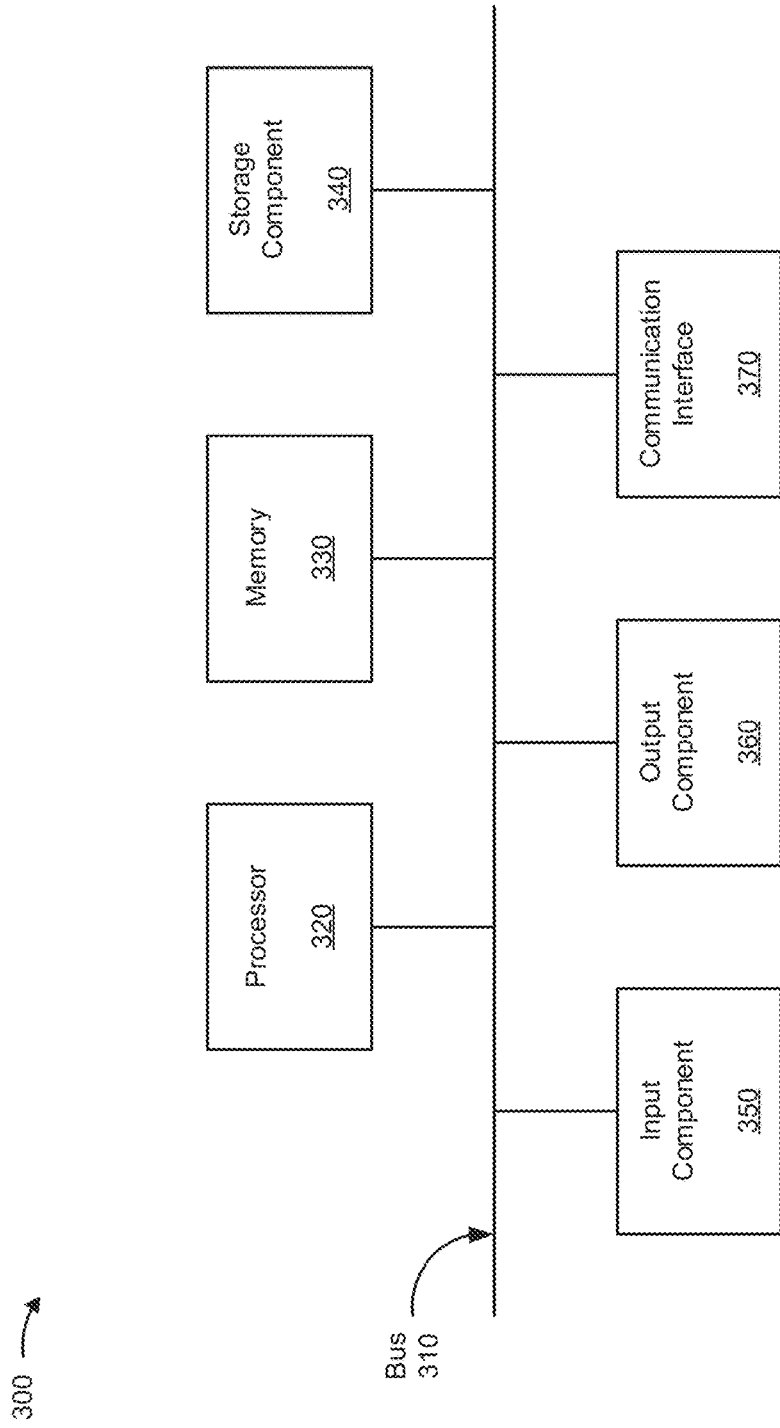 300
Processor
320
Memory
330
Storage
Component
340
Bus
310
Input
Component
350
Output
Component
360
Communication
Interface
370